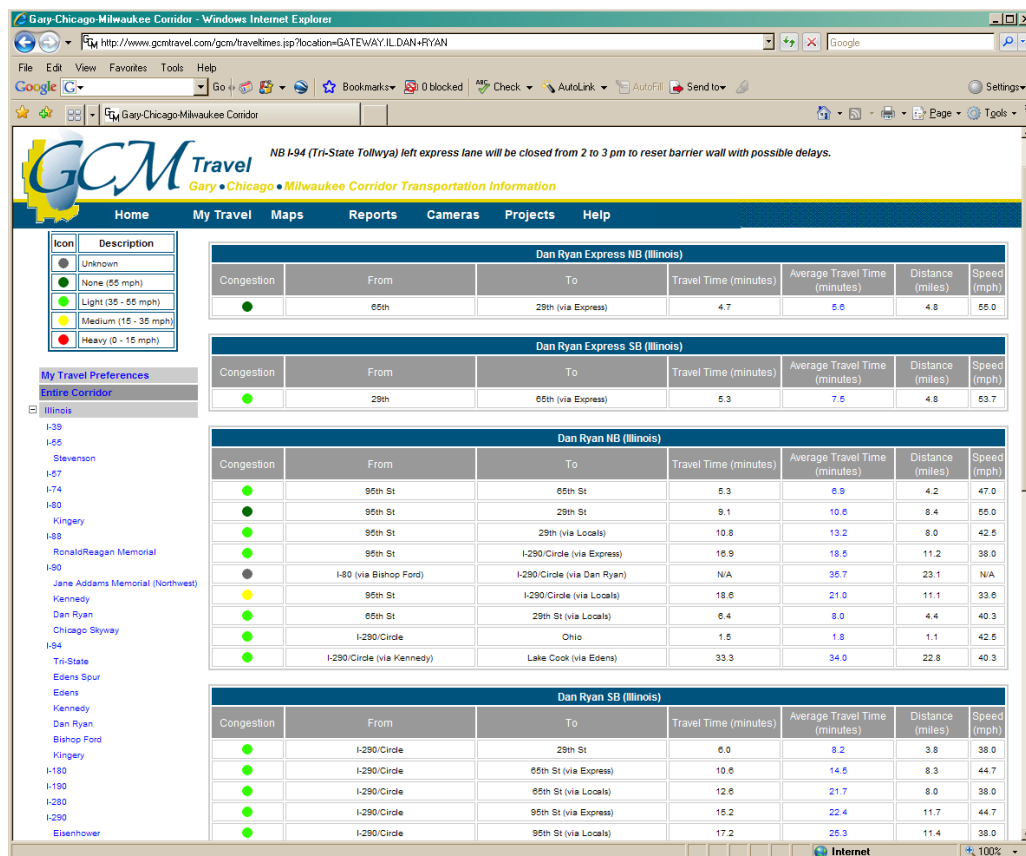 Gary-Chicago-Milwaukee Corridor - Windows Internet Explorer
http://www.gcmtravel.com/gcm/traveltimes.jsp?location=GATEWAY.IL.DAN+RYAN
Google
File Edit View Favorites Tools Help
Google G Go Bookmarks 0 blocked Check AutoLink AutoFill Send to Settings
Gary-Chicago-Milwaukee Corridor Page Tools
NB I-94 (Tri-State Tollwya) left express lane will be closed from 2 to 3 pm to reset barrier wall with possible delays.
GCM Travel
Gary • Chicago • Milwaukee Corridor Transportation Information
Home My Travel Maps Reports Cameras Projects Help
Icon Description
Unknown
None (55 mph)
Light (35 - 55 mph)
Medium (15 - 35 mph)
Heavy (0 - 15 mph)
My Travel Preferences
Entire Corridor
Illinois
I-39
I-55
Stevenson
I-57
I-74
I-80
Kingery
I-88
RonaldReagan Memorial
I-90
Jane Addams Memorial (Northwest)
Kennedy
Dan Ryan
Chicago Skyway
I-94
Tri-State
Edens Spur
Edens
Kennedy
Dan Ryan
Bishop Ford
Kingery
I-180
I-190
I-280
I-290
Eisenhower
Dan Ryan Express NB (Illinois)
Congestion From To Travel Time (minutes) Average Travel Time (minutes) Distance (miles) Speed (mph)
65th 29th (via Express) 4.7 5.6 4.8 55.0
Dan Ryan Express SB (Illinois)
Congestion From To Travel Time (minutes) Average Travel Time (minutes) Distance (miles) Speed (mph)
29th 65th (via Express) 5.3 7.5 4.8 53.7
Dan Ryan NB (Illinois)
Congestion From To Travel Time (minutes) Average Travel Time (minutes) Distance (miles) Speed (mph)
95th St 65th St 5.3 6.9 4.2 47.0
95th St 29th St 9.1 10.6 8.4 55.0
95th St 29th (via Locals) 10.8 13.2 8.0 42.5
95th St I-290/Circle (via Express) 16.9 18.5 11.2 38.0
I-80 (via Bishop Ford) I-290/Circle (via Dan Ryan) N/A 35.7 23.1 N/A
95th St I-290/Circle (via Locals) 18.6 21.0 11.1 33.6
65th St 29th St (via Locals) 6.4 8.0 4.4 40.3
I-290/Circle Ohio 1.5 1.8 1.1 42.5
I-290/Circle (via Kennedy) Lake Cook (via Edens) 33.3 34.0 22.8 40.3
Dan Ryan SB (Illinois)
Congestion From To Travel Time (minutes) Average Travel Time (minutes) Distance (miles) Speed (mph)
I-290/Circle 29th St 6.0 8.2 3.8 38.0
I-290/Circle 65th St (via Express) 10.6 14.5 8.3 44.7
I-290/Circle 65th St (via Locals) 12.6 21.7 8.0 38.0
I-290/Circle 95th St (via Express) 15.2 22.4 11.7 44.7
I-290/Circle 95th St (via Locals) 17.2 25.3 11.4 38.0
Internet 100%